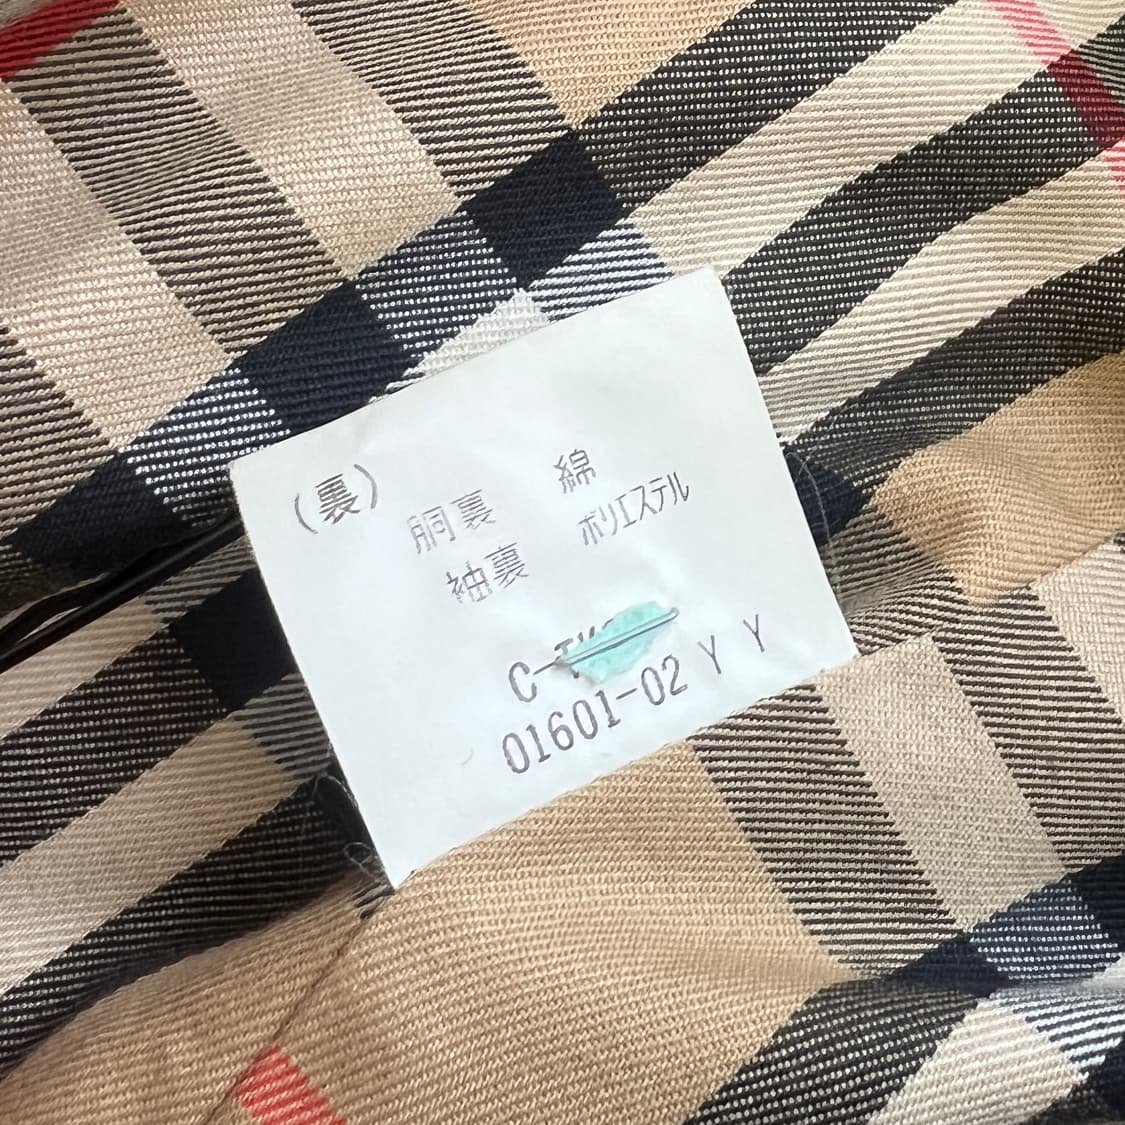 (裏)
胴裏 綿
袖裏 ポリエステル
01601-02 Y Y